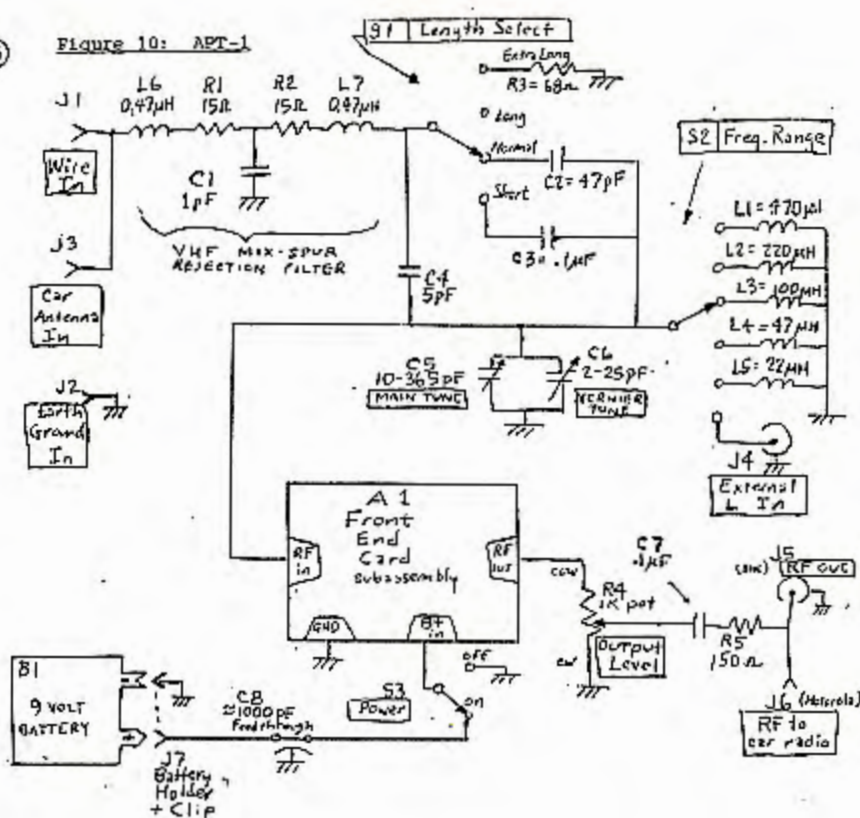 Figure 10: APT-1
S1 Length Select
Extra Long
R3=68Ω
Long
Normal
C2=47pF
Short
C3= .1µF
J1
Wire
In
L6
0.47µH
R1
15Ω
R2
15Ω
L7
0.47µH
C1
1pF
VHF MIX-SPUR
REJECTION FILTER
J3
Car
Antenna
In
J2
Earth
Ground
In
C4
5pF
S2 Freq. Range
L1=470µH
L2=220µH
L3=100µH
L4=47µH
L5=22µH
J4
External
L In
C5
10-365pF
MAIN TUNE
C6
2-25pF
VERNIER
TUNE
A1
Front
End
Card
subassembly
RF
in
RF
out
GND
B+
in
ccw
R4
1K pot
cw
Output
Level
C7
.1µF
R5
150Ω
J5
RF OUT
J6 (Motorola)
RF to
car radio
B1
9 VOLT
BATTERY
J7
Battery
Holder
+ Clip
C8
≈1000pF
Feedthrough
S3
Power
off
on